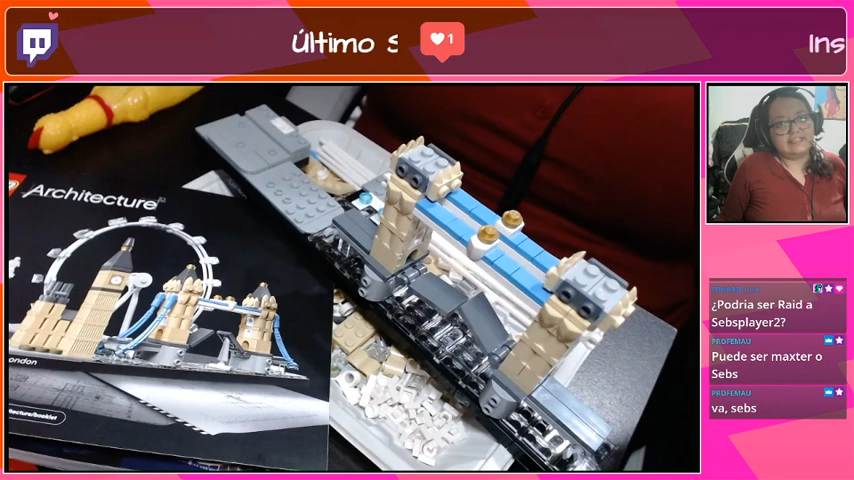 Último S
1
Ins
Architecture
ondon
¿Podria ser Raid a
Sebsplayer2?
PROFEMAU
Puede ser maxter o
Sebs
PROFEMAU
va, sebs